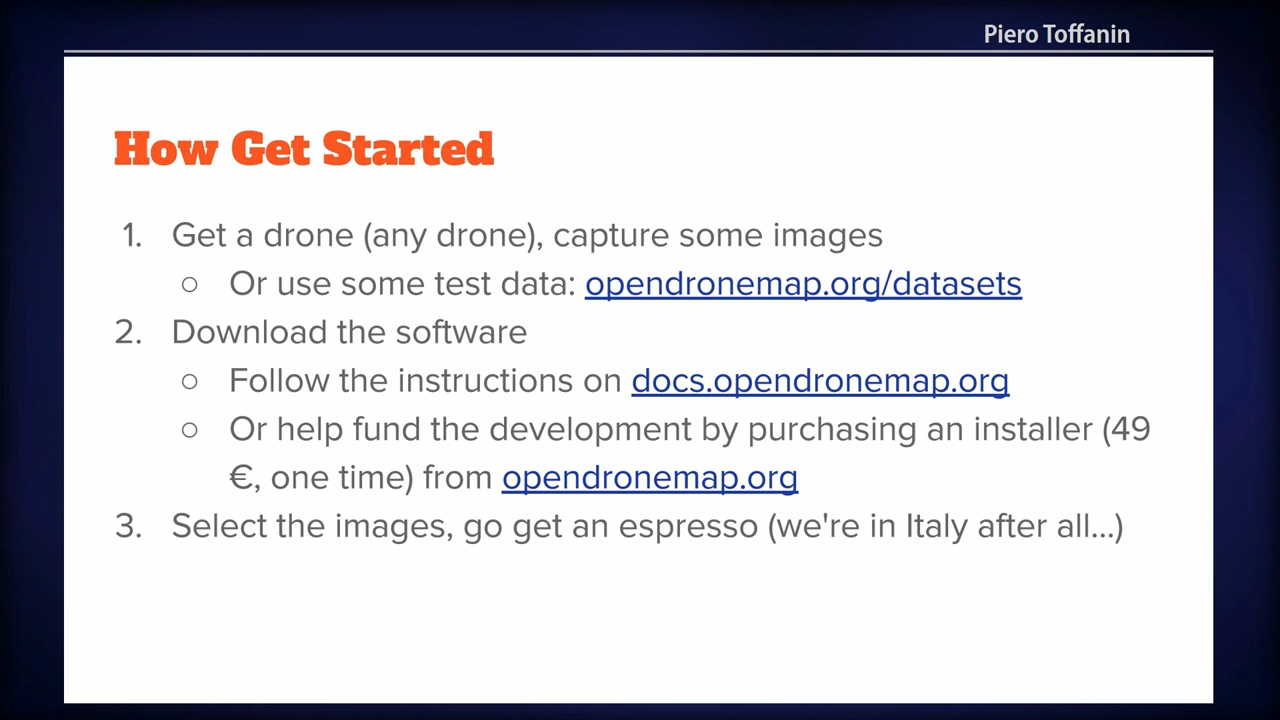 Piero Toffanin
How Get Started
1. Get a drone (any drone), capture some images
○ Or use some test data: opendronemap.org/datasets
2. Download the software
○ Follow the instructions on docs.opendronemap.org
○ Or help fund the development by purchasing an installer (49
€, one time) from opendronemap.org
3. Select the images, go get an espresso (we're in Italy after all...)